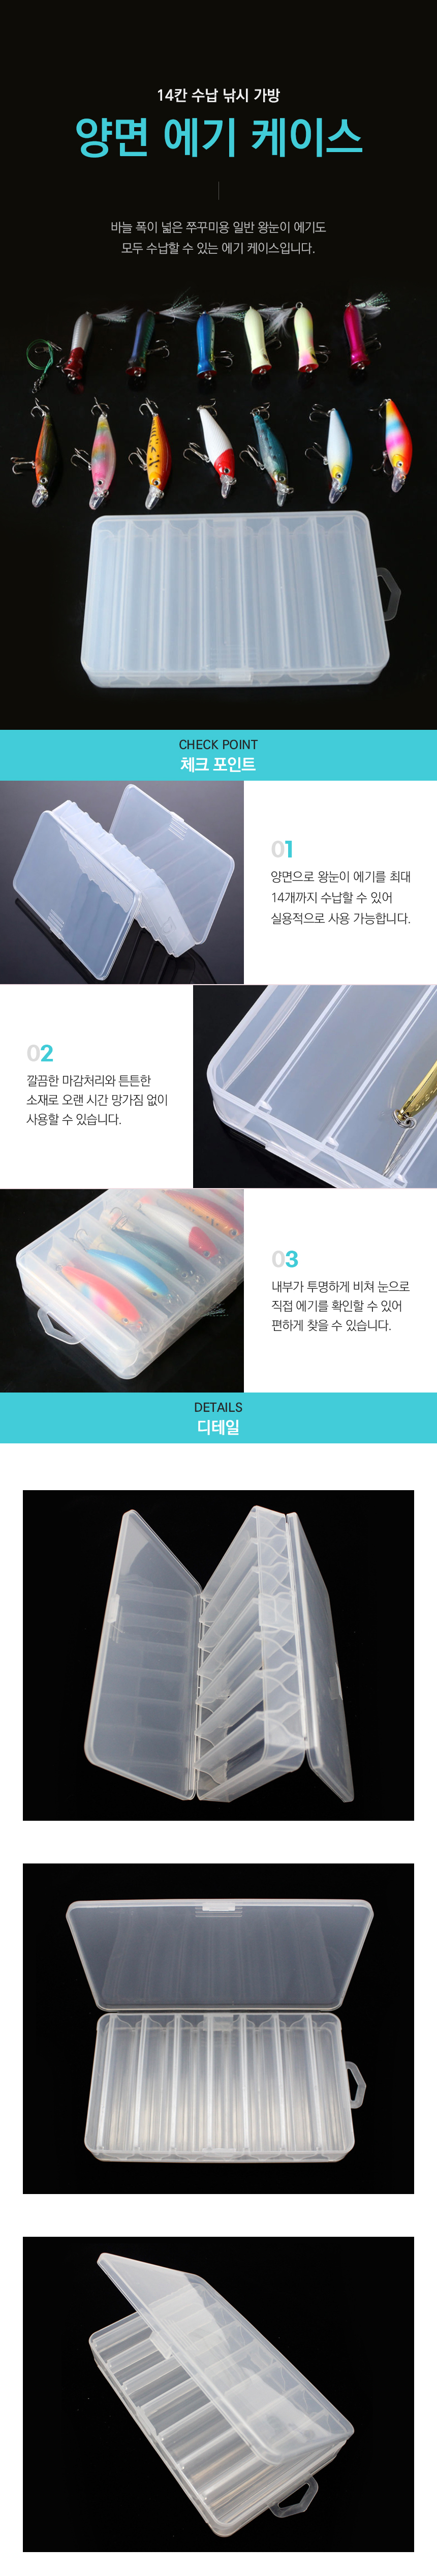 14칸 수납 낚시 가방
양면 에기 케이스
바늘 폭이 넓은 쭈꾸미용 일반 왕눈이 에기도
모두 수납할 수 있는 에기 케이스입니다.
CHECK POINT
체크 포인트
01
양면으로 왕눈이 에기를 최대
14개까지 수납할 수 있어
실용적으로 사용 가능합니다.
02
깔끔한 마감처리와 튼튼한
소재로 오랜 시간 망가짐 없이
사용할 수 있습니다.
03
내부가 투명하게 비쳐 눈으로
직접 에기를 확인할 수 있어
편하게 찾을 수 있습니다.
DETAILS
디테일